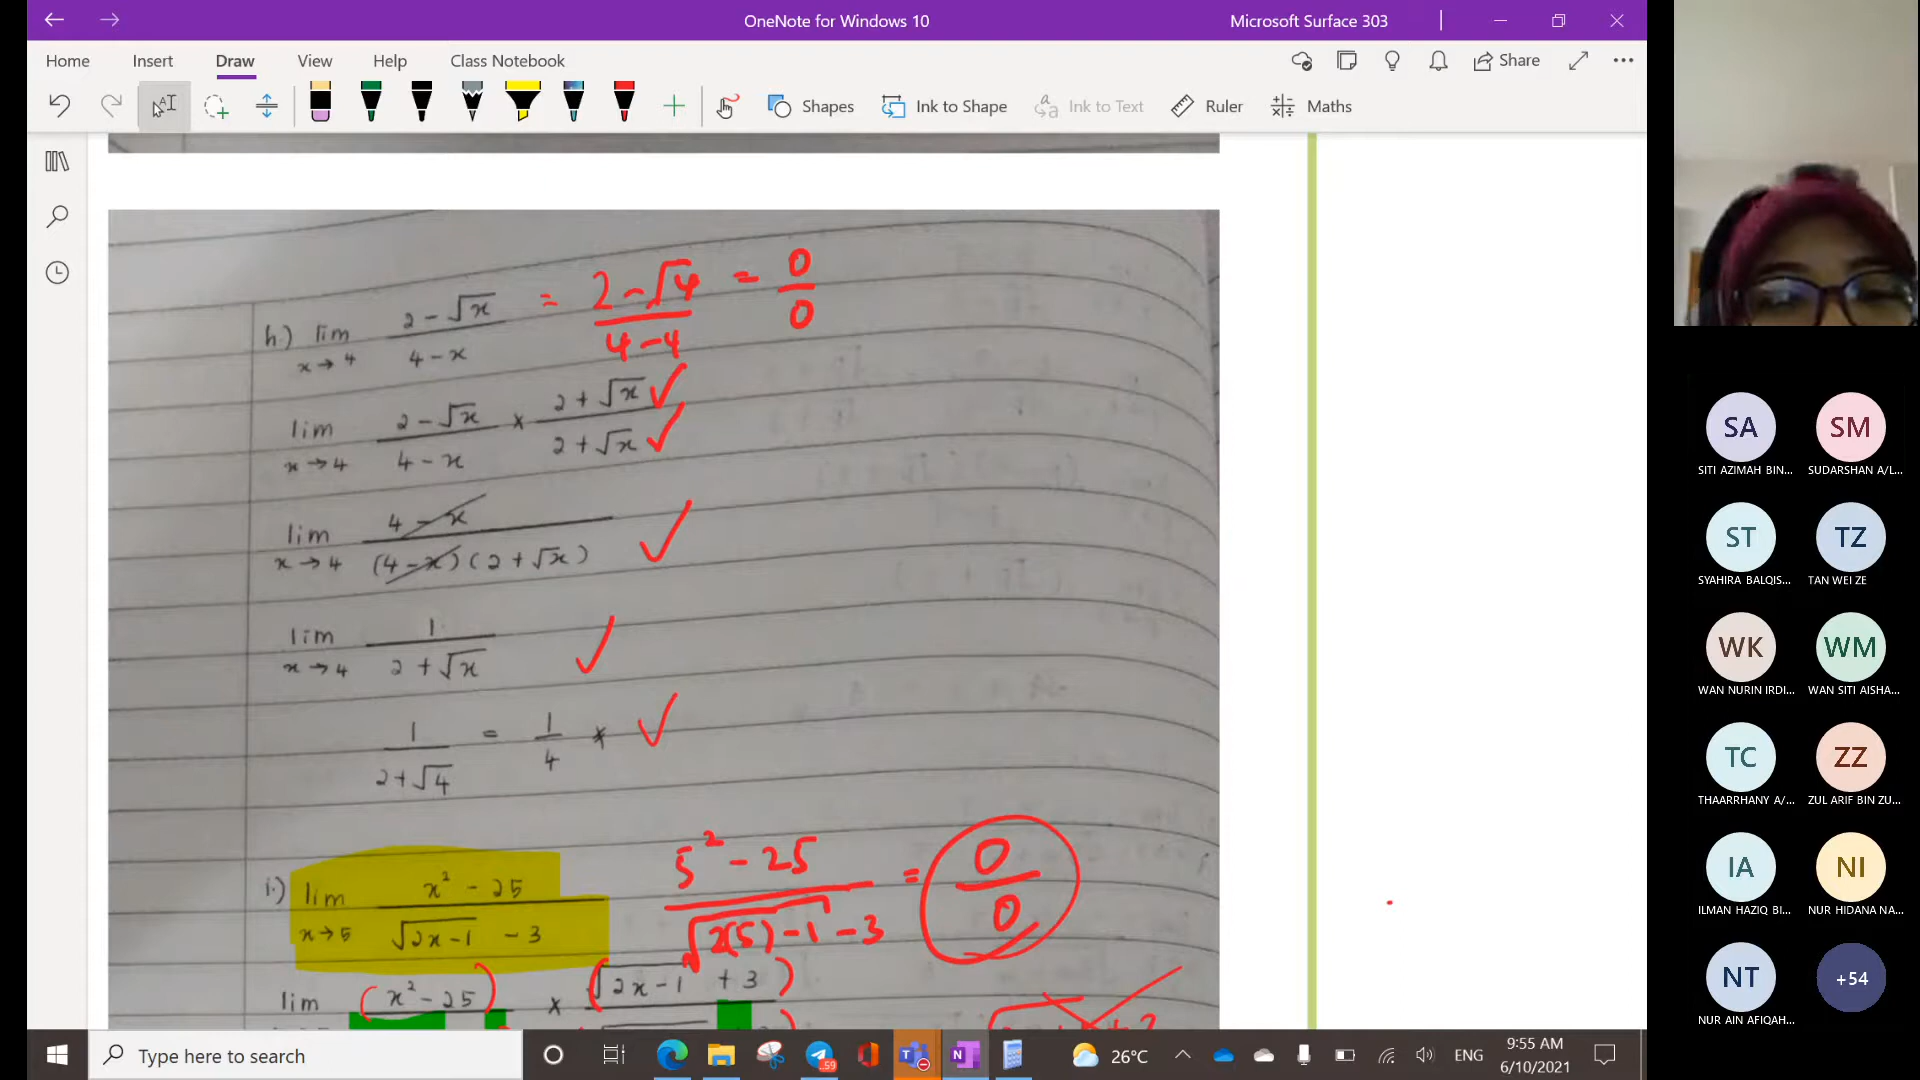 OneNote for Windows 10
Microsoft Surface 303
Home Insert Draw View Help Class Notebook
Share
Shapes Ink to Shape Ink to Text Ruler Maths
h.) lim x→4 2 - √x / 4 - x = 2 - √4 / 4 - 4 = 0 / 0
lim x→4 2 - √x / 4 - x × 2 + √x / 2 + √x
lim x→4 4 - x / (4 - x)(2 + √x)
lim x→4 1 / 2 + √x
1 / 2 + √4 = 1 / 4 *
i.) lim x→5 x² - 25 / √2x-1 - 3
5² - 25 / √2(5) - 1 - 3 = 0 / 0
lim (x² - 25) × (√2x-1 + 3)
SA SM
SITI AZIMAH BIN... SUDARSHAN A/L...
ST TZ
SYAHIRA BALQIS... TAN WEI ZE
WK WM
WAN NURIN IRDI... WAN SITI AISHA...
TC ZZ
THAARRHANY A/... ZUL ARIF BIN ZU...
IA NI
ILMAN HAZIQ BI... NUR HIDANA NA...
NT +54
NUR AIN AFIQAH...
Type here to search
59
26°C
ENG
9:55 AM
6/10/2021